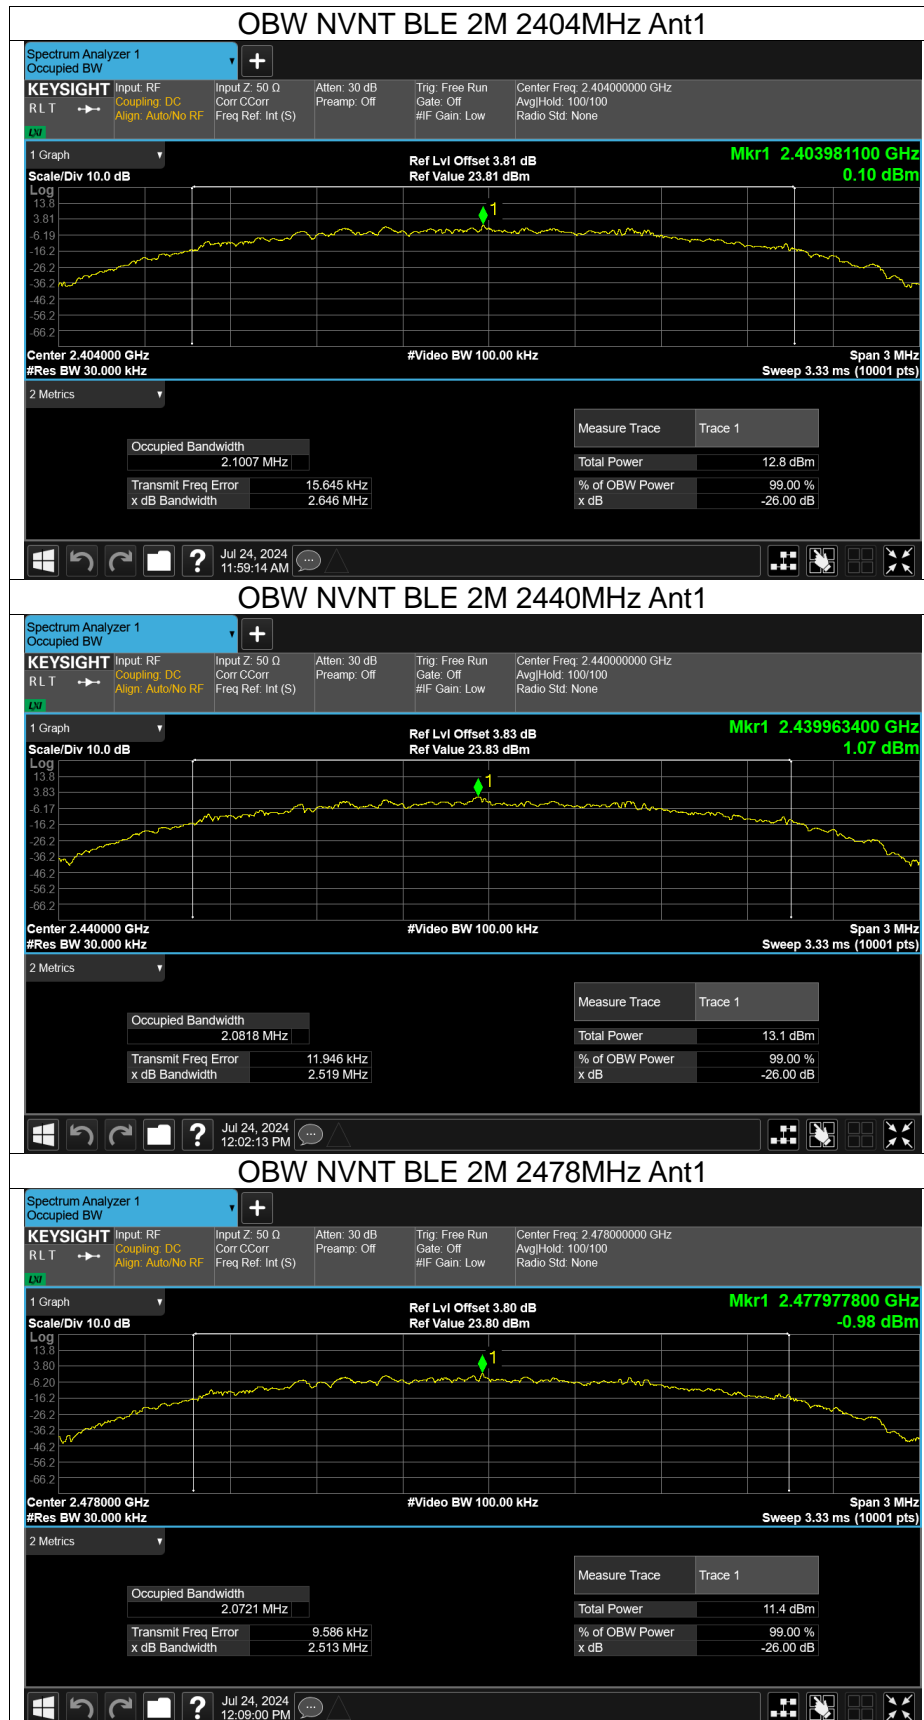 OBW NVNT BLE 2M 2404MHz Ant1
Spectrum Analyzer 1
Occupied BW
KEYSIGHT Input: RF Input Z: 50 Ω Atten: 30 dB Trig: Free Run Center Freq: 2.404000000 GHz
RLT Coupling: DC Corr CCorr Preamp: Off Gate: Off Avg|Hold: 100/100
Align: Auto/No RF Freq Ref: Int (S) #IF Gain: Low Radio Std: None
LXI
1 Graph Ref Lvl Offset 3.81 dB Mkr1 2.403981100 GHz
Scale/Div 10.0 dB Ref Value 23.81 dBm 0.10 dBm
Log
13.8
1
3.81
-6.19
-16.2
-26.2
-36.2
-46.2
-56.2
-66.2
Center 2.404000 GHz #Video BW 100.00 kHz Span 3 MHz
#Res BW 30.000 kHz Sweep 3.33 ms (10001 pts)
2 Metrics
Measure Trace Trace 1
Occupied Bandwidth
2.1007 MHz Total Power 12.8 dBm
Transmit Freq Error 15.645 kHz % of OBW Power 99.00 %
x dB Bandwidth 2.646 MHz x dB -26.00 dB
? Jul 24, 2024
11:59:14 AM
OBW NVNT BLE 2M 2440MHz Ant1
Spectrum Analyzer 1
Occupied BW
KEYSIGHT Input: RF Input Z: 50 Ω Atten: 30 dB Trig: Free Run Center Freq: 2.440000000 GHz
RLT Coupling: DC Corr CCorr Preamp: Off Gate: Off Avg|Hold: 100/100
Align: Auto/No RF Freq Ref: Int (S) #IF Gain: Low Radio Std: None
LXI
1 Graph Ref Lvl Offset 3.83 dB Mkr1 2.439963400 GHz
Scale/Div 10.0 dB Ref Value 23.83 dBm 1.07 dBm
Log
13.8
1
3.83
-6.17
-16.2
-26.2
-36.2
-46.2
-56.2
-66.2
Center 2.440000 GHz #Video BW 100.00 kHz Span 3 MHz
#Res BW 30.000 kHz Sweep 3.33 ms (10001 pts)
2 Metrics
Measure Trace Trace 1
Occupied Bandwidth
2.0818 MHz Total Power 13.1 dBm
Transmit Freq Error 11.946 kHz % of OBW Power 99.00 %
x dB Bandwidth 2.519 MHz x dB -26.00 dB
? Jul 24, 2024
12:02:13 PM
OBW NVNT BLE 2M 2478MHz Ant1
Spectrum Analyzer 1
Occupied BW
KEYSIGHT Input: RF Input Z: 50 Ω Atten: 30 dB Trig: Free Run Center Freq: 2.478000000 GHz
RLT Coupling: DC Corr CCorr Preamp: Off Gate: Off Avg|Hold: 100/100
Align: Auto/No RF Freq Ref: Int (S) #IF Gain: Low Radio Std: None
LXI
1 Graph Ref Lvl Offset 3.80 dB Mkr1 2.477977800 GHz
Scale/Div 10.0 dB Ref Value 23.80 dBm -0.98 dBm
Log
13.8
1
3.80
-6.20
-16.2
-26.2
-36.2
-46.2
-56.2
-66.2
Center 2.478000 GHz #Video BW 100.00 kHz Span 3 MHz
#Res BW 30.000 kHz Sweep 3.33 ms (10001 pts)
2 Metrics
Measure Trace Trace 1
Occupied Bandwidth
2.0721 MHz Total Power 11.4 dBm
Transmit Freq Error 9.586 kHz % of OBW Power 99.00 %
x dB Bandwidth 2.513 MHz x dB -26.00 dB
? Jul 24, 2024
12:09:00 PM